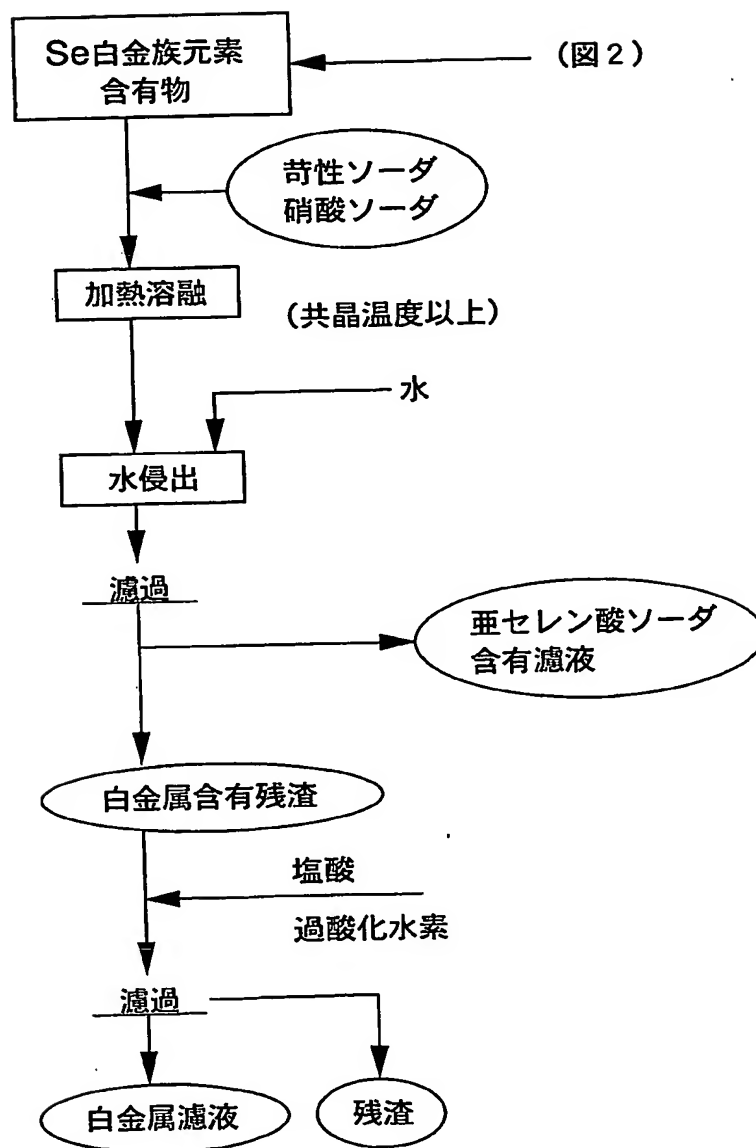 Se白金族元素
含有物
(図2)
苛性ソーダ
硝酸ソーダ
加熱溶融
(共晶温度以上)
水
水侵出
濾過
亜セレン酸ソーダ
含有濾液
白金属含有残渣
塩酸
過酸化水素
濾過
白金属濾液
残渣